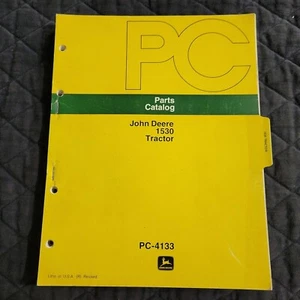 PC
Parts
Catalog
John Deere
1530
Tractor
PC-4133